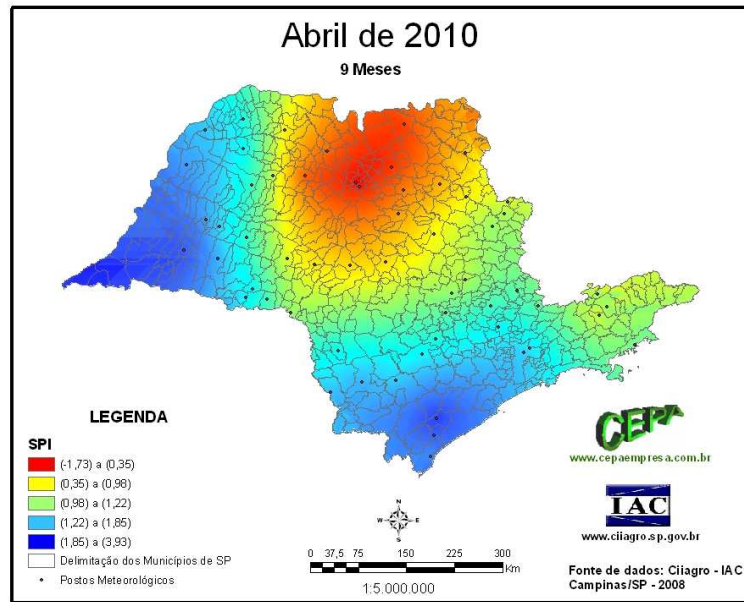 Abril de 2010
9 Meses
LEGENDA
SPI
(-1,73) a (0,35)
(0,35) a (0,98)
(0,98) a (1,22)
(1,22) a (1,85)
(1,85) a (3,93)
Delimitação dos Municípios de SP
Postos Meteorológicos
N
W E
S
0 37,5 75 150 225 300
Km
1:5.000.000
CEPA
www.cepaempresa.com.br
IAC
www.ciiagro.sp.gov.br
Fonte de dados: Ciiagro - IAC
Campinas/SP - 2008